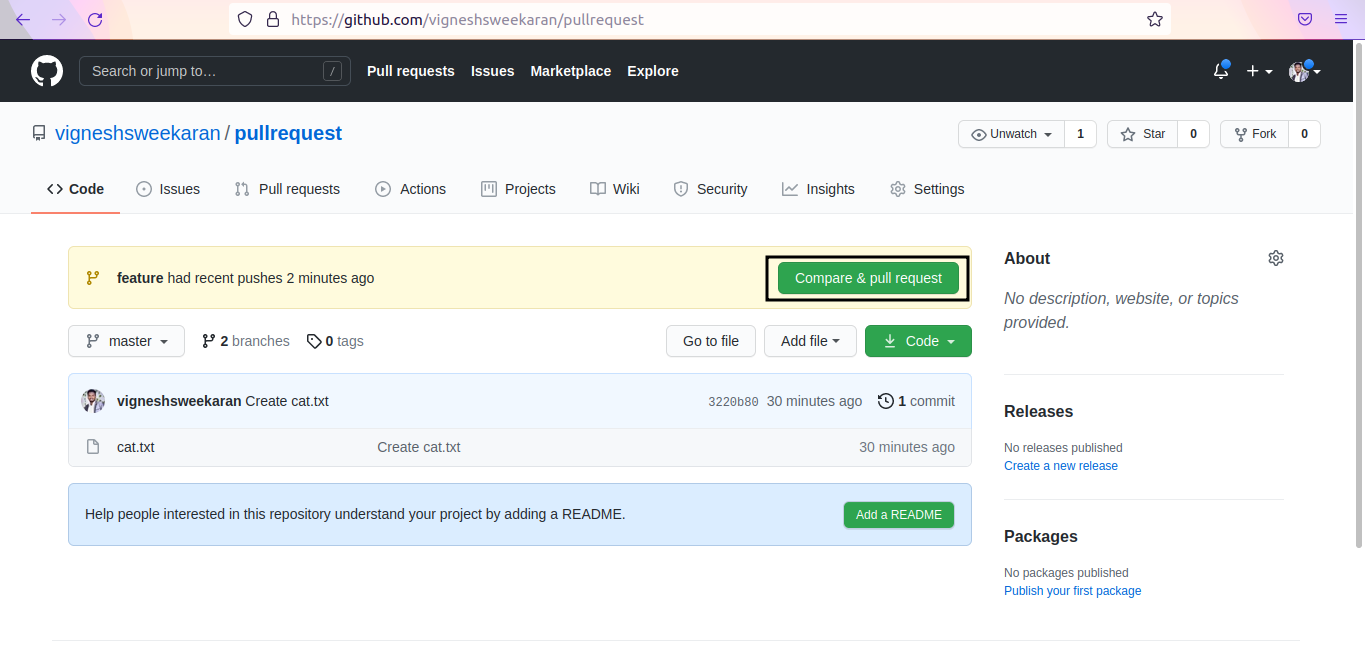 https://github.com/vigneshsweekaran/pullrequest
Search or jump to… / Pull requests Issues Marketplace Explore
vigneshsweekaran / pullrequest Unwatch 1 Star 0 Fork 0
Code Issues Pull requests Actions Projects Wiki Security Insights Settings
feature had recent pushes 2 minutes ago Compare & pull request
master 2 branches 0 tags Go to file Add file Code
vigneshsweekaran Create cat.txt 3220b80 30 minutes ago 1 commit
cat.txt Create cat.txt 30 minutes ago
Help people interested in this repository understand your project by adding a README. Add a README
About
No description, website, or topics
provided.
Releases
No releases published
Create a new release
Packages
No packages published
Publish your first package